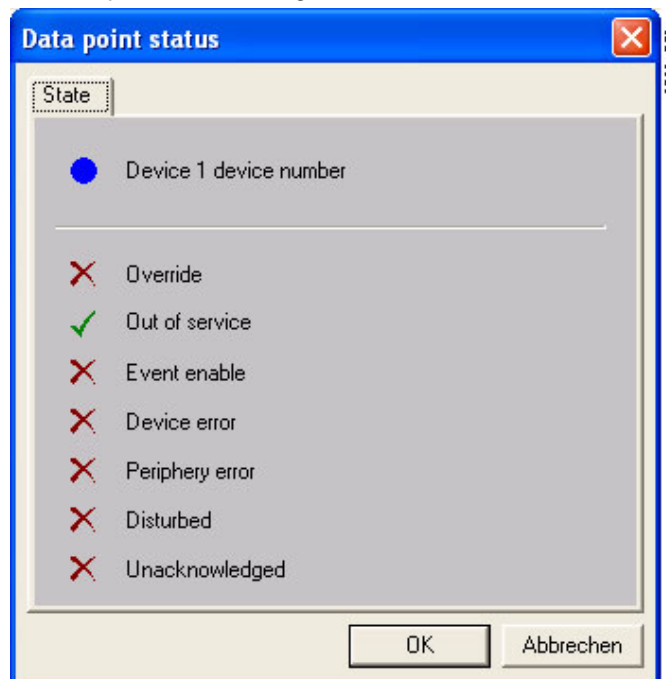 Data point status
State
Device 1 device number
Override
Out of service
Event enable
Device error
Periphery error
Disturbed
Unacknowledged
OK
Abbrechen